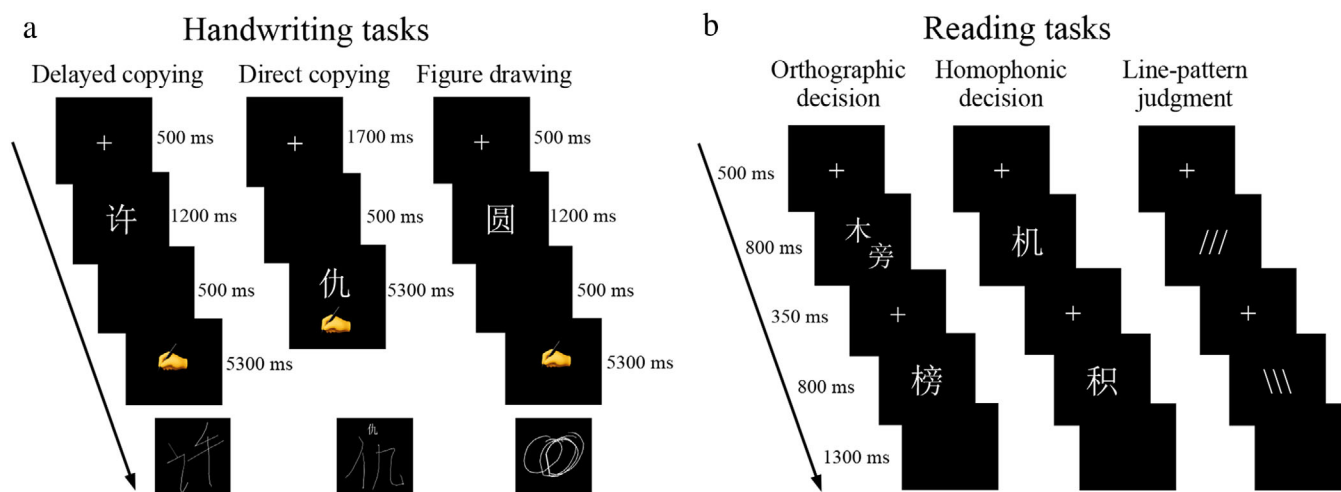 a
Handwriting tasks
Delayed copying
Direct copying
Figure drawing
+
500 ms
许
1200 ms
500 ms
5300 ms
许
+
1700 ms
500 ms
仇
5300 ms
仇
仇
+
500 ms
圆
1200 ms
500 ms
5300 ms
b
Reading tasks
Orthographic
decision
Homophonic
decision
Line-pattern
judgment
500 ms
+
+
+
800 ms
木
旁
机
///
350 ms
+
+
+
800 ms
榜
积
\\\
1300 ms